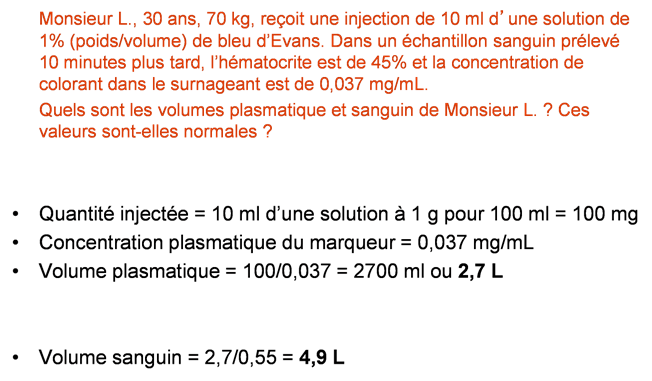 Monsieur L., 30 ans, 70 kg, reçoit une injection de 10 ml d’une solution de
1% (poids/volume) de bleu d’Evans. Dans un échantillon sanguin prélevé
10 minutes plus tard, l’hématocrite est de 45% et la concentration de
colorant dans le surnageant est de 0,037 mg/mL.
Quels sont les volumes plasmatique et sanguin de Monsieur L. ? Ces
valeurs sont-elles normales ?
• Quantité injectée = 10 ml d’une solution à 1 g pour 100 ml = 100 mg
• Concentration plasmatique du marqueur = 0,037 mg/mL
• Volume plasmatique = 100/0,037 = 2700 ml ou 2,7 L
• Volume sanguin = 2,7/0,55 = 4,9 L